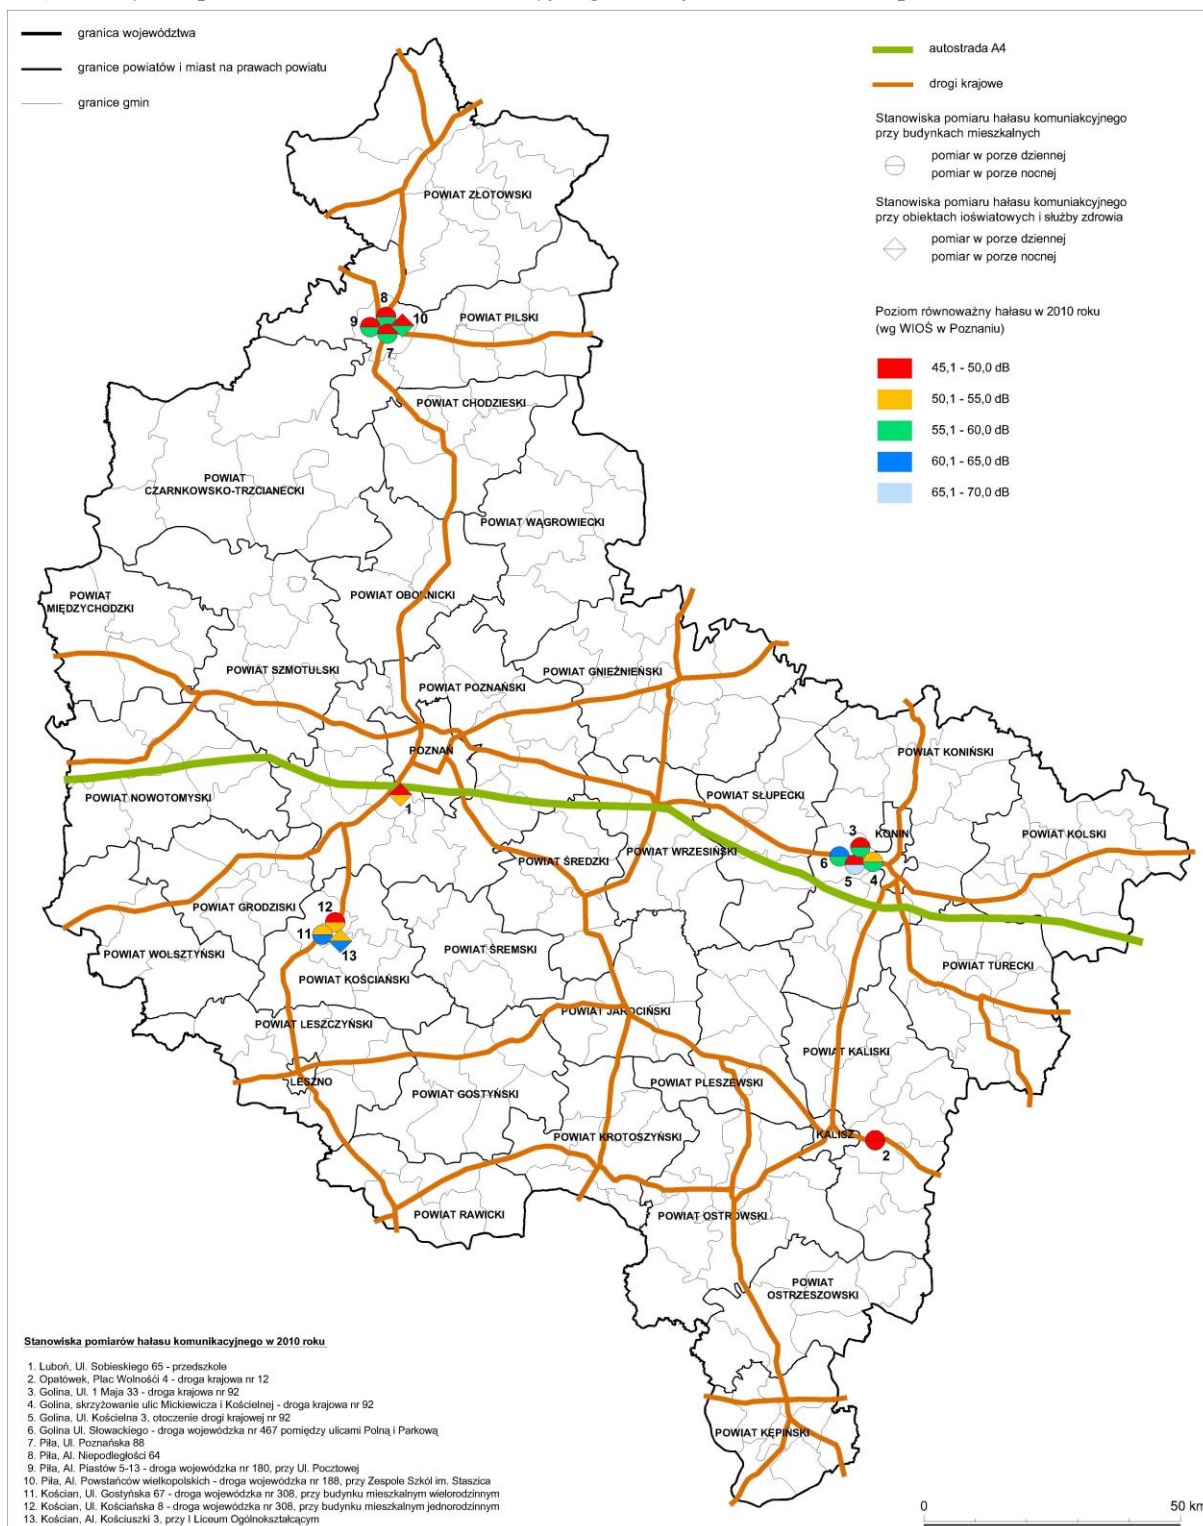 granica województwa
granice powiatów i miast na prawach powiatu
granice gmin
autostrada A4
drogi krajowe
Stanowiska pomiaru hałasu komuniakcyjnego
przy budynkach mieszkalnych
pomiar w porze dziennej
pomiar w porze nocnej
Stanowiska pomiaru hałasu komuniakcyjnego
przy obiektach ioświatowych i służby zdrowia
pomiar w porze dziennej
pomiar w porze nocnej
Poziom równoważny hałasu w 2010 roku
(wg WIOŚ w Poznaniu)
45,1 - 50,0 dB
50,1 - 55,0 dB
55,1 - 60,0 dB
60,1 - 65,0 dB
65,1 - 70,0 dB
POWIAT ZŁOTOWSKI
8
9
10
7
POWIAT PILSKI
POWIAT CHODZIESKI
POWIAT
CZARNKOWSKO-TRZCIANECKI
POWIAT WĄGROWIECKI
POWIAT
MIĘDZYCHODZKI
POWIAT OBORNICKI
POWIAT SZMOTULSKI
POWIAT POZNAŃSKI
POWIAT GNIEŹNIEŃSKI
POZNAŃ
POWIAT KONIŃSKI
POWIAT NOWOTOMYSKI
1
POWIAT SŁUPECKI
3
KONIN
POWIAT KOLSKI
6
5
4
POWIAT ŚREDZKI
POWIAT WRZESIŃSKI
POWIAT GRODZISKI
12
11
13
POWIAT WOLSZTYŃSKI
POWIAT ŚREMSKI
POWIAT KOŚCIAŃSKI
POWIAT TURECKI
POWIAT LESZCZYŃSKI
POWIAT JAROCIŃSKI
POWIAT KALISKI
LESZNO
POWIAT GOSTYŃSKI
POWIAT PLESZEWSKI
POWIAT KROTOSZYŃSKI
KALISZ
2
POWIAT RAWICKI
POWIAT OSTROWSKI
POWIAT
OSTRZESZOWSKI
POWIAT KĘPIŃSKI
Stanowiska pomiarów hałasu komunikacyjnego w 2010 roku
1. Luboń, Ul. Sobieskiego 65 - przedszkole
2. Opatówek, Plac Wolnośći 4 - droga krajowa nr 12
3. Golina, Ul. 1 Maja 33 - droga krajowa nr 92
4. Golina, skrzyżowanie ulic Mickiewicza i Kościelnej - droga krajowa nr 92
5. Golina, Ul. Kościelna 3, otoczenie drogi krajowej nr 92
6. Golina Ul. Słowackiego - droga wojewódzka nr 467 pomiędzy ulicami Polną i Parkową
7. Piła, Ul. Poznańska 88
8. Piła, Al. Niepodległości 64
9. Piła, Al. Piastów 5-13 - droga wojewódzka nr 180, przy Ul. Pocztowej
10. Piła, Al. Powstańców wielkopolskich - droga wojewódzka nr 188, przy Zespole Szkól im. Staszica
11. Kościan, Ul. Gostyńska 67 - droga wojewódzka nr 308, przy budynku mieszkalnym wielorodzinnym
12. Kościan, Ul. Kościańska 8 - droga wojewódzka nr 308, przy budynku mieszkalnym jednorodzinnym
13. Kościan, Al. Kościuszki 3, przy I Liceum Ogólnokształcącym
0 50 km